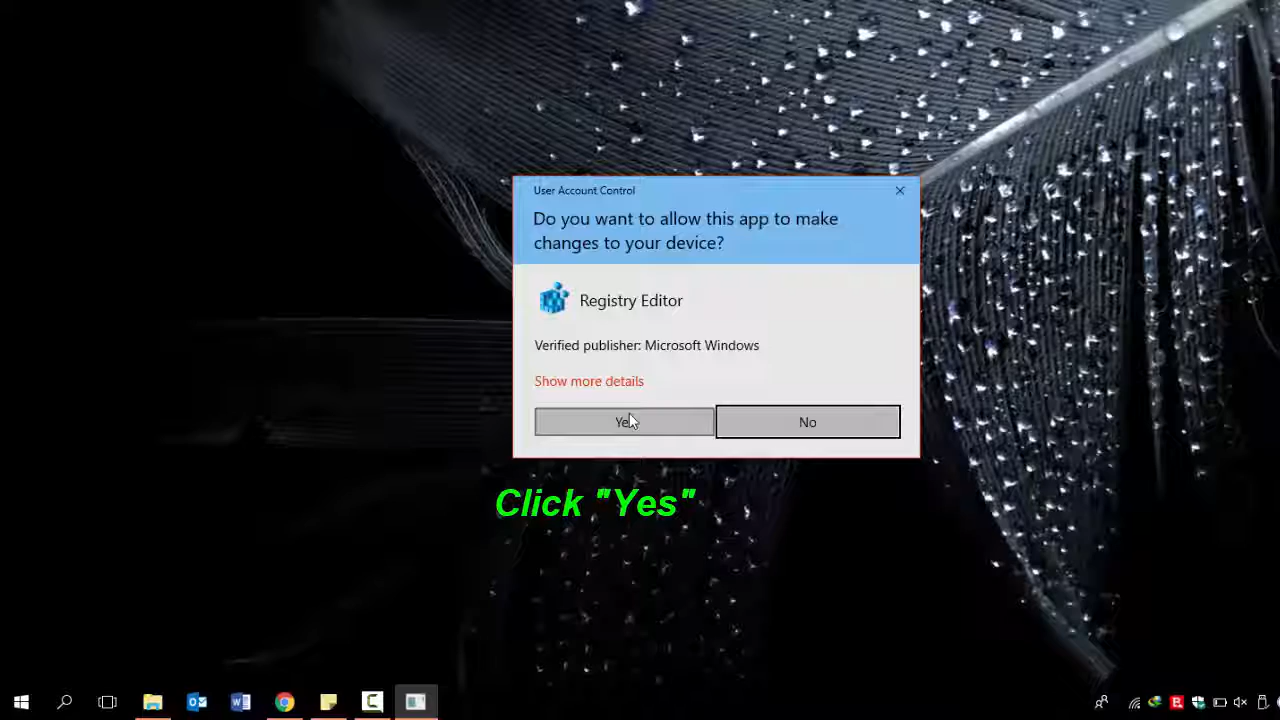 User Account Control
Do you want to allow this app to make
changes to your device?
Registry Editor
Verified publisher: Microsoft Windows
Show more details
Yes
No
Click "Yes"